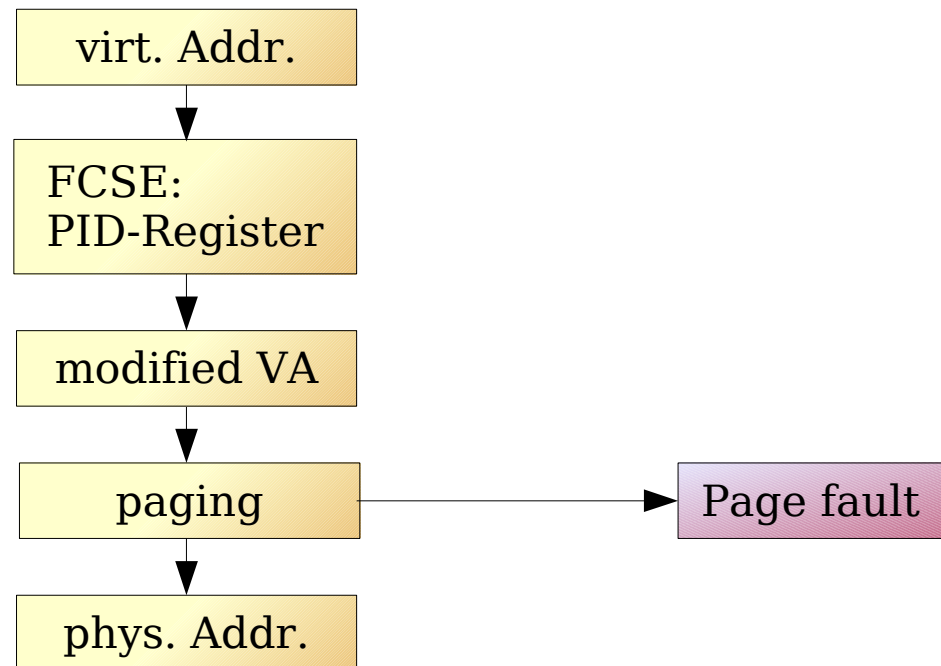 virt. Addr.
FCSE:
PID-Register
modified VA
paging
Page fault
phys. Addr.